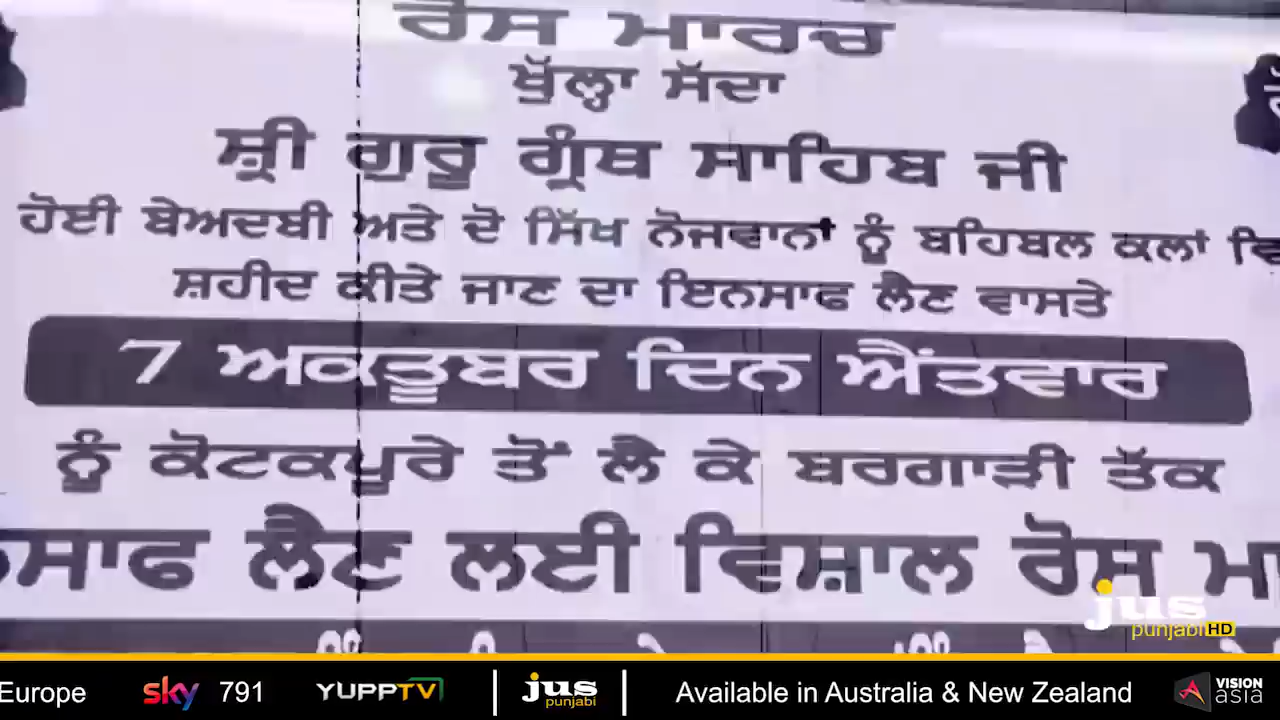 ਰੋਸ ਮਾਰਚ
ਖੁੱਲ੍ਹਾ ਸੱਦਾ
ਸ਼੍ਰੀ ਗੁਰੂ ਗ੍ਰੰਥ ਸਾਹਿਬ ਜੀ
ਹੋਈ ਬੇਅਦਬੀ ਅਤੇ ਦੋ ਸਿੱਖ ਨੋਜਵਾਨਾਂ ਨੂੰ ਬਹਿਬਲ ਕਲਾਂ
ਸ਼ਹੀਦ ਕੀਤੇ ਜਾਣ ਦਾ ਇਨਸਾਫ ਲੈਣ ਵਾਸਤੇ
7 ਅਕਤੂਬਰ ਦਿਨ ਐਂਤਵਾਰ
ਨੂੰ ਕੋਟਕਪੂਰੇ ਤੋਂ ਲੈ ਕੇ ਬਰਗਾੜੀ ਤੱਕ
ਲੈਣ ਲਈ ਵਿਸ਼ਾਲ ਰੋਸ
jus
punjabi HD
Europe sky 791 YUPPTV jus punjabi Available in Australia & New Zealand VISION asia